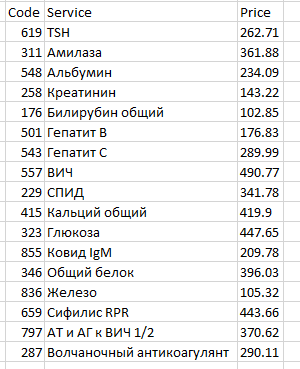 Code Service Price
619 TSH 262.71
311 Амилаза 361.88
548 Альбумин 234.09
258 Креатинин 143.22
176 Билирубин общий 102.85
501 Гепатит В 176.83
543 Гепатит С 289.99
557 ВИЧ 490.77
229 СПИД 341.78
415 Кальций общий 419.9
323 Глюкоза 447.65
855 Ковид IgM 209.78
346 Общий белок 396.03
836 Железо 105.32
659 Сифилис RPR 443.66
797 АТ и АГ к ВИЧ 1/2 370.62
287 Волчаночный антикоагулянт 290.11